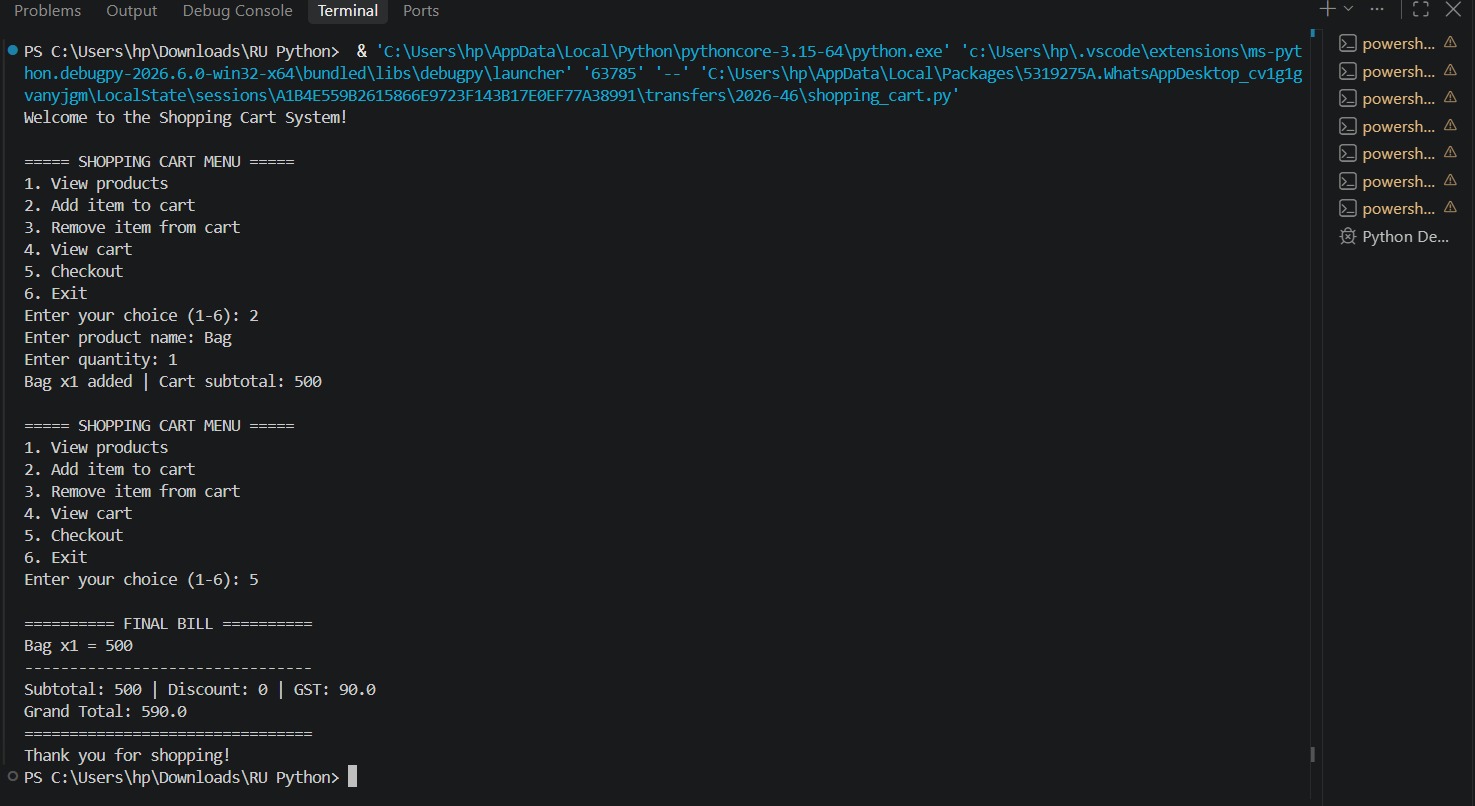 Problems Output Debug Console Terminal Ports
PS C:\Users\hp\Downloads\RU Python>  & 'C:\Users\hp\AppData\Local\Python\pythoncore-3.15-64\python.exe' 'c:\Users\hp\.vscode\extensions\ms-pyt
hon.debugpy-2026.6.0-win32-x64\bundled\libs\debugpy\launcher' '63785' '--' 'C:\Users\hp\AppData\Local\Packages\5319275A.WhatsAppDesktop_cv1g1g
vanyjgm\LocalState\sessions\A1B4E559B2615866E9723F143B17E0EF77A38991\transfers\2026-46\shopping_cart.py'
Welcome to the Shopping Cart System!
===== SHOPPING CART MENU =====
1. View products
2. Add item to cart
3. Remove item from cart
4. View cart
5. Checkout
6. Exit
Enter your choice (1-6): 2
Enter product name: Bag
Enter quantity: 1
Bag x1 added | Cart subtotal: 500
===== SHOPPING CART MENU =====
1. View products
2. Add item to cart
3. Remove item from cart
4. View cart
5. Checkout
6. Exit
Enter your choice (1-6): 5
========== FINAL BILL ==========
Bag x1 = 500
--------------------------------
Subtotal: 500 | Discount: 0 | GST: 90.0
Grand Total: 590.0
================================
Thank you for shopping!
PS C:\Users\hp\Downloads\RU Python>
powersh...
powersh...
powersh...
powersh...
powersh...
powersh...
powersh...
Python De...